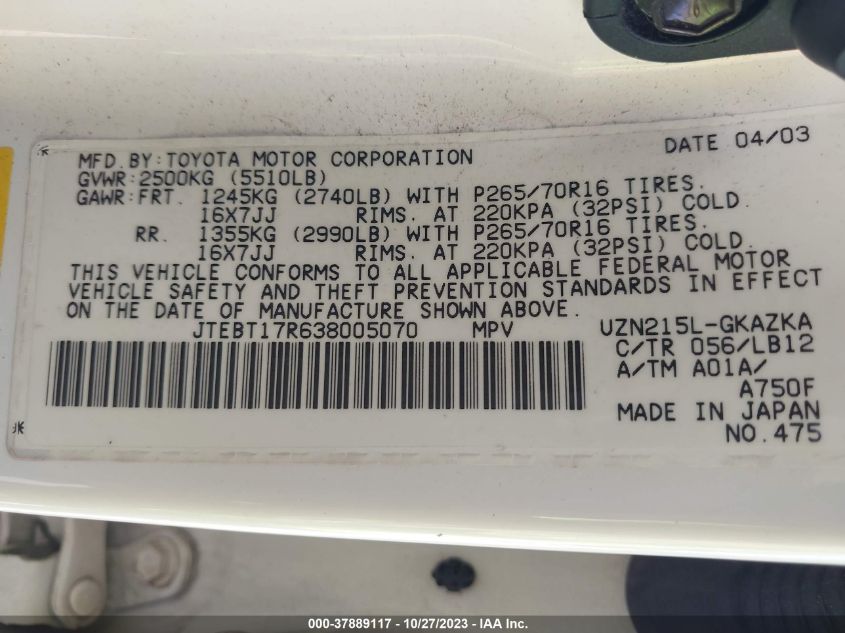 DATE 04/03
MFD. BY: TOYOTA MOTOR CORPORATION
GVWR: 2500KG (5510LB)
GAWR: FRT. 1245KG (2740LB) WITH P265/70R16 TIRES.
16X7JJ RIMS. AT 220KPA (32PSI) COLD.
RR. 1355KG (2990LB) WITH P265/70R16 TIRES.
16X7JJ RIMS. AT 220KPA (32PSI) COLD.
THIS VEHICLE CONFORMS TO ALL APPLICABLE FEDERAL MOTOR
VEHICLE SAFETY AND THEFT PREVENTION STANDARDS IN EFFECT
ON THE DATE OF MANUFACTURE SHOWN ABOVE.
JTEBT17R638005070 MPV UZN215L-GKAZKA
C/TR 056/LB12
A/TM A01A/
A750F
MADE IN JAPAN
NO. 475
000-37889117 | 10/27/2023 - IAA Inc.